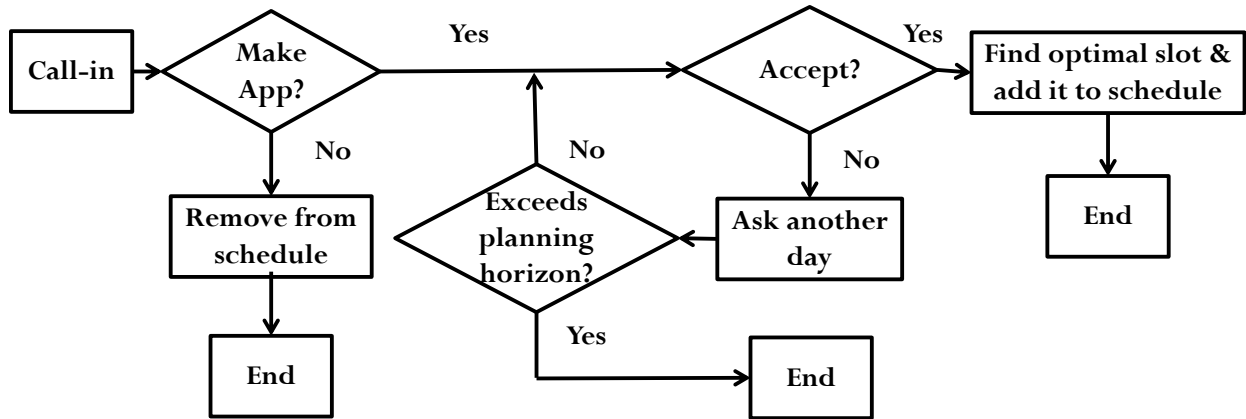 Call-in
Make
App?
Yes
Accept?
Yes
Find optimal slot &
add it to schedule
No
Remove from
schedule
End
No
Exceeds
planning
horizon?
No
Ask another
day
End
Yes
End